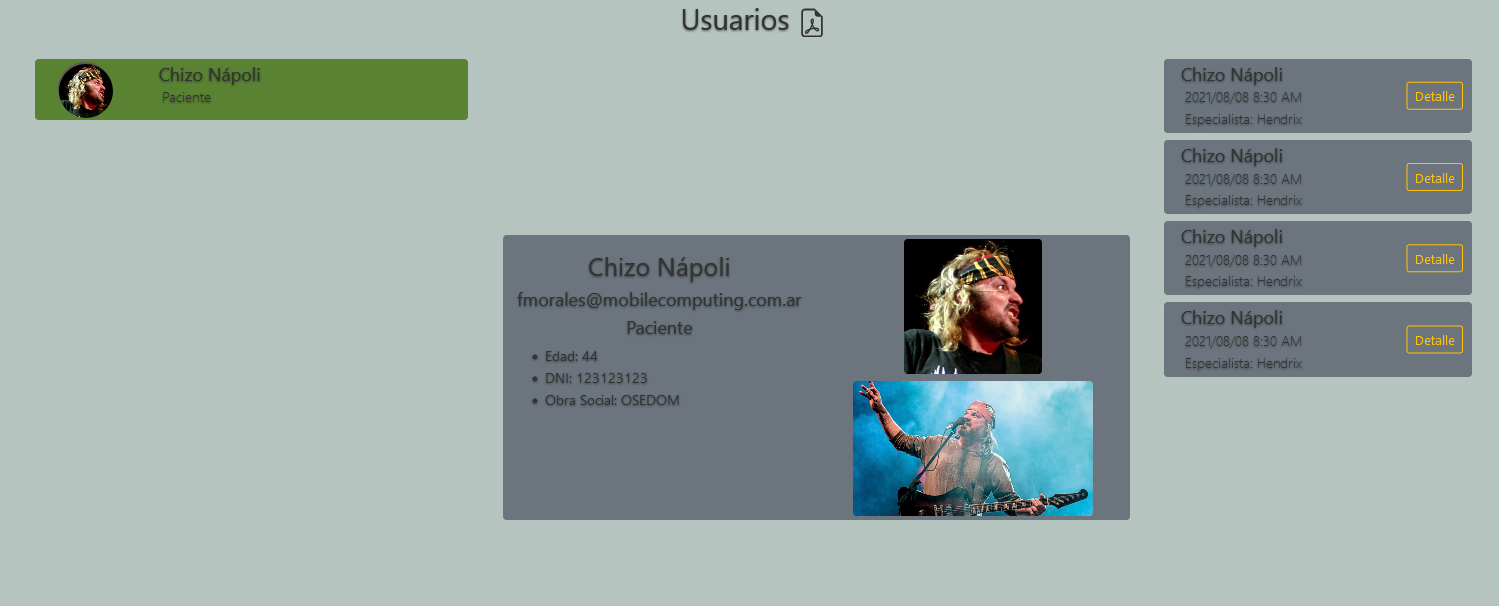 Usuarios
Chizo Nápoli
Paciente
Chizo Nápoli
fmorales@mobilecomputing.com.ar
Paciente
• Edad: 44
• DNI: 123123123
• Obra Social: OSEDOM
Chizo Nápoli
2021/08/08 8:30 AM
Especialista: Hendrix
Detalle
Chizo Nápoli
2021/08/08 8:30 AM
Especialista: Hendrix
Detalle
Chizo Nápoli
2021/08/08 8:30 AM
Especialista: Hendrix
Detalle
Chizo Nápoli
2021/08/08 8:30 AM
Especialista: Hendrix
Detalle